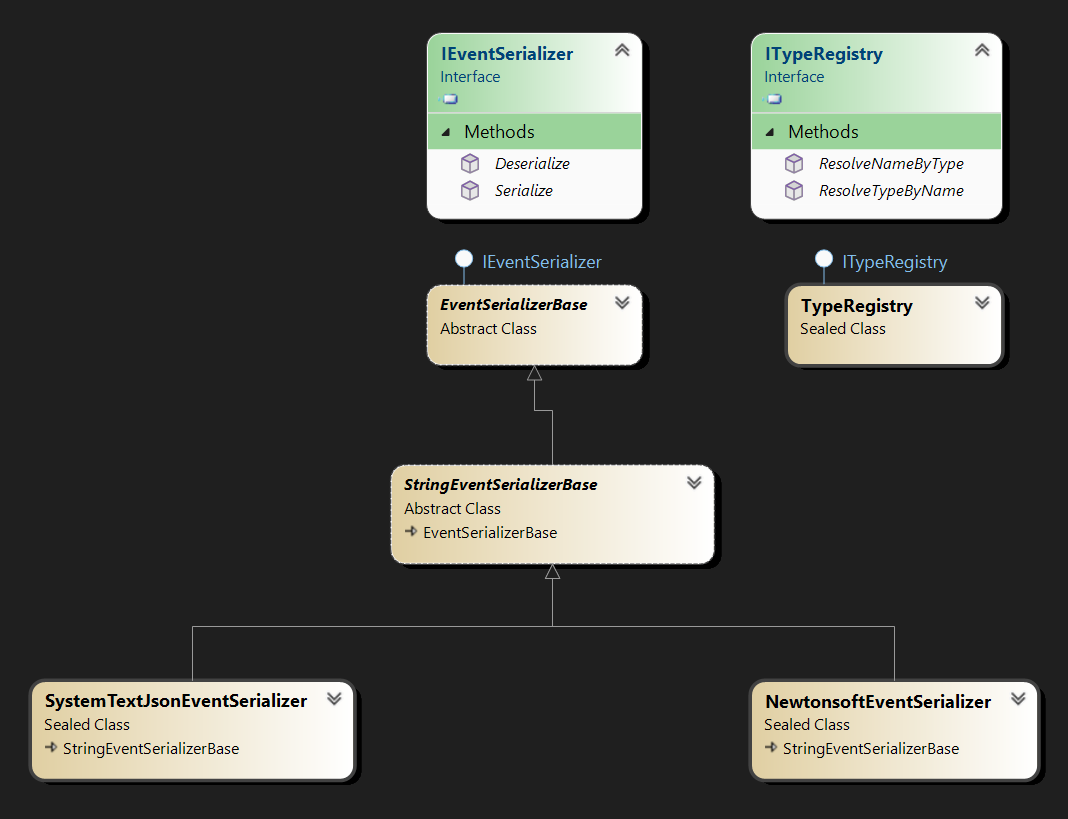 IEventSerializer
Interface
Methods
Deserialize
Serialize
ITypeRegistry
Interface
Methods
ResolveNameByType
ResolveTypeByName
IEventSerializer
EventSerializerBase
Abstract Class
ITypeRegistry
TypeRegistry
Sealed Class
StringEventSerializerBase
Abstract Class
EventSerializerBase
SystemTextJsonEventSerializer
Sealed Class
StringEventSerializerBase
NewtonsoftEventSerializer
Sealed Class
StringEventSerializerBase